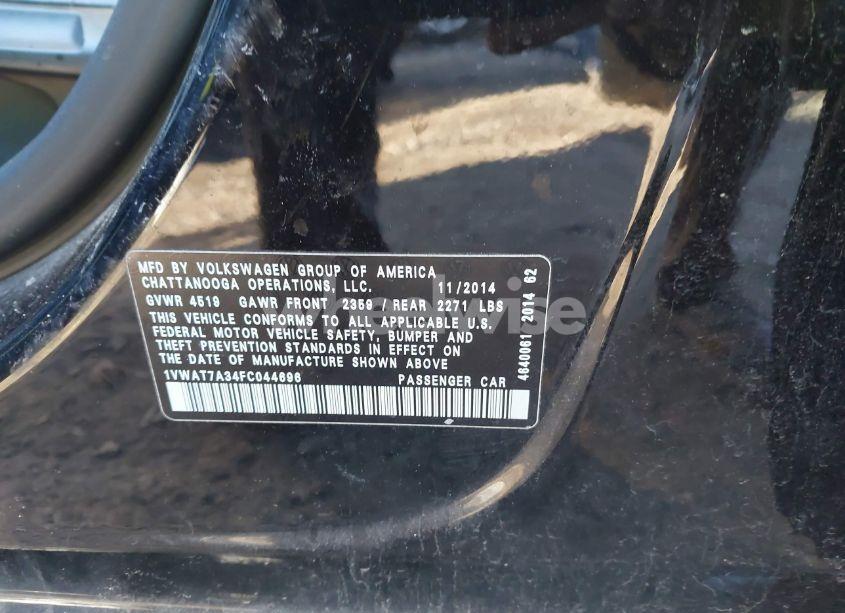 MFD BY VOLKSWAGEN GROUP OF AMERICA
CHATTANOOGA OPERATIONS, LLC. 11/2014
GVWR 4519 GAWR FRONT 2359 REAR 2271 LBS
THIS VEHICLE CONFORMS TO ALL APPLICABLE U.S.
FEDERAL MOTOR VEHICLE SAFETY, BUMPER AND
THEFT PREVENTION STANDARDS IN EFFECT ON
THE DATE OF MANUFACTURE SHOWN ABOVE
1VWAT7A34FC044696 PASSENGER CAR
4640061 2014 62
wheelwise